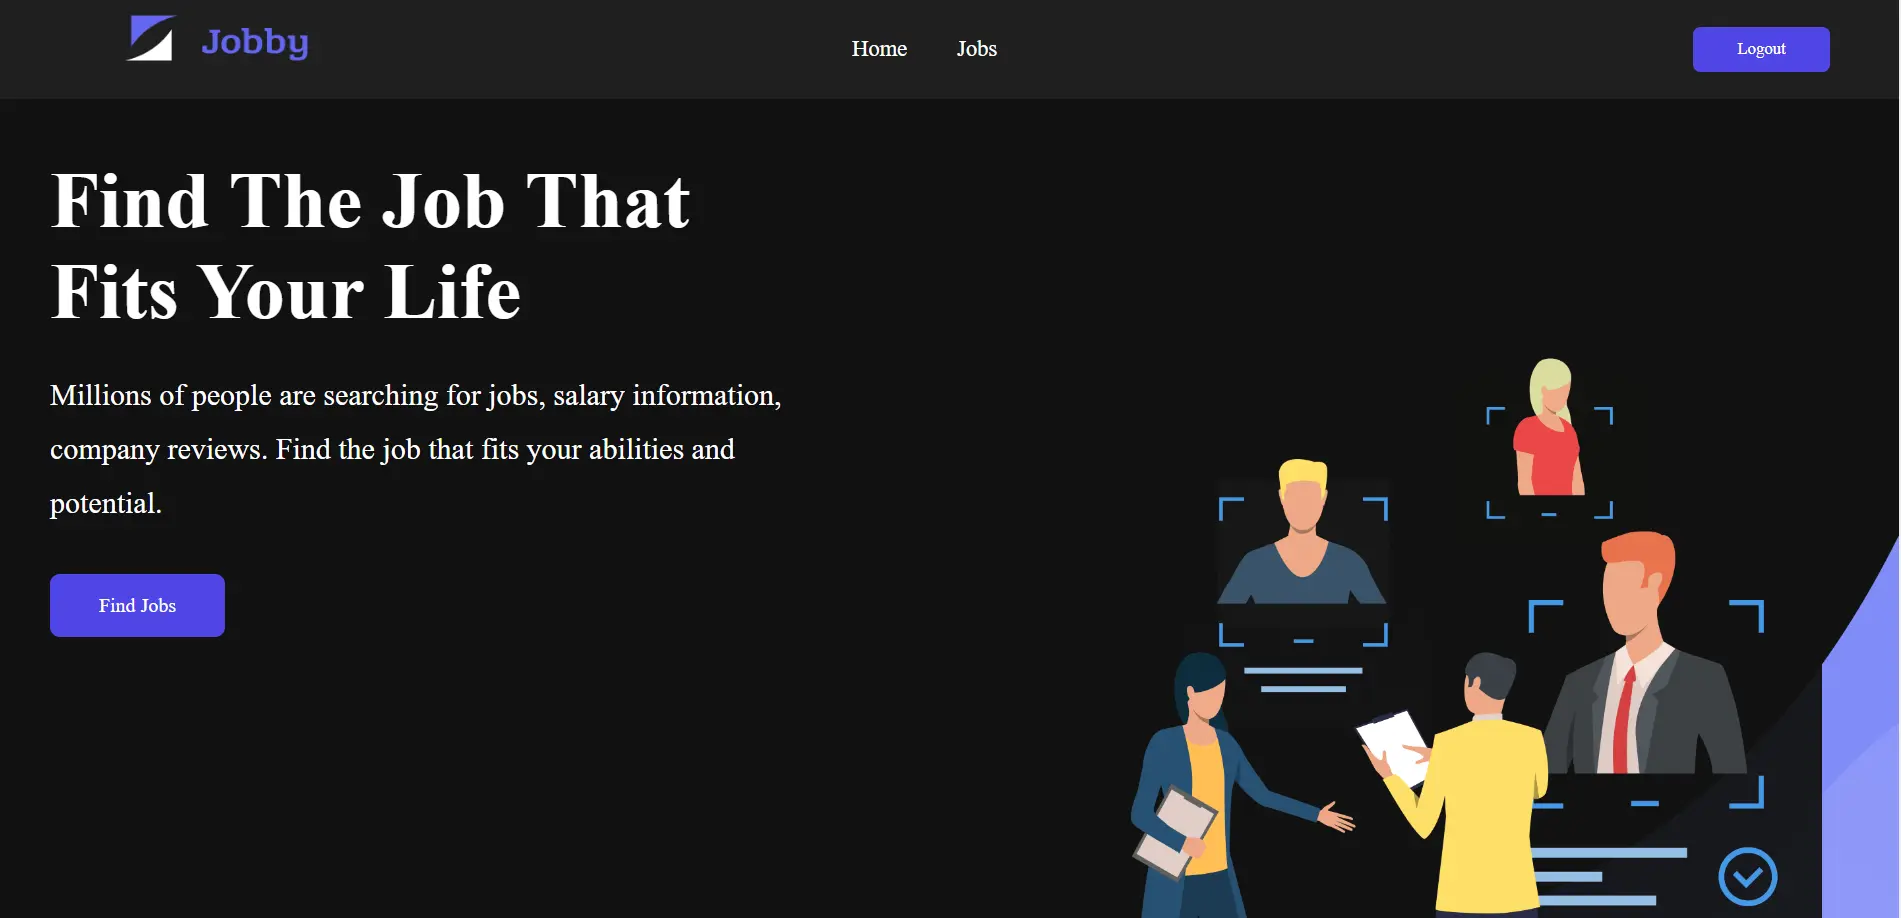 Jobby
Home
Jobs
Logout
Find The Job That
Fits Your Life
Millions of people are searching for jobs, salary information,
company reviews. Find the job that fits your abilities and
potential.
Find Jobs